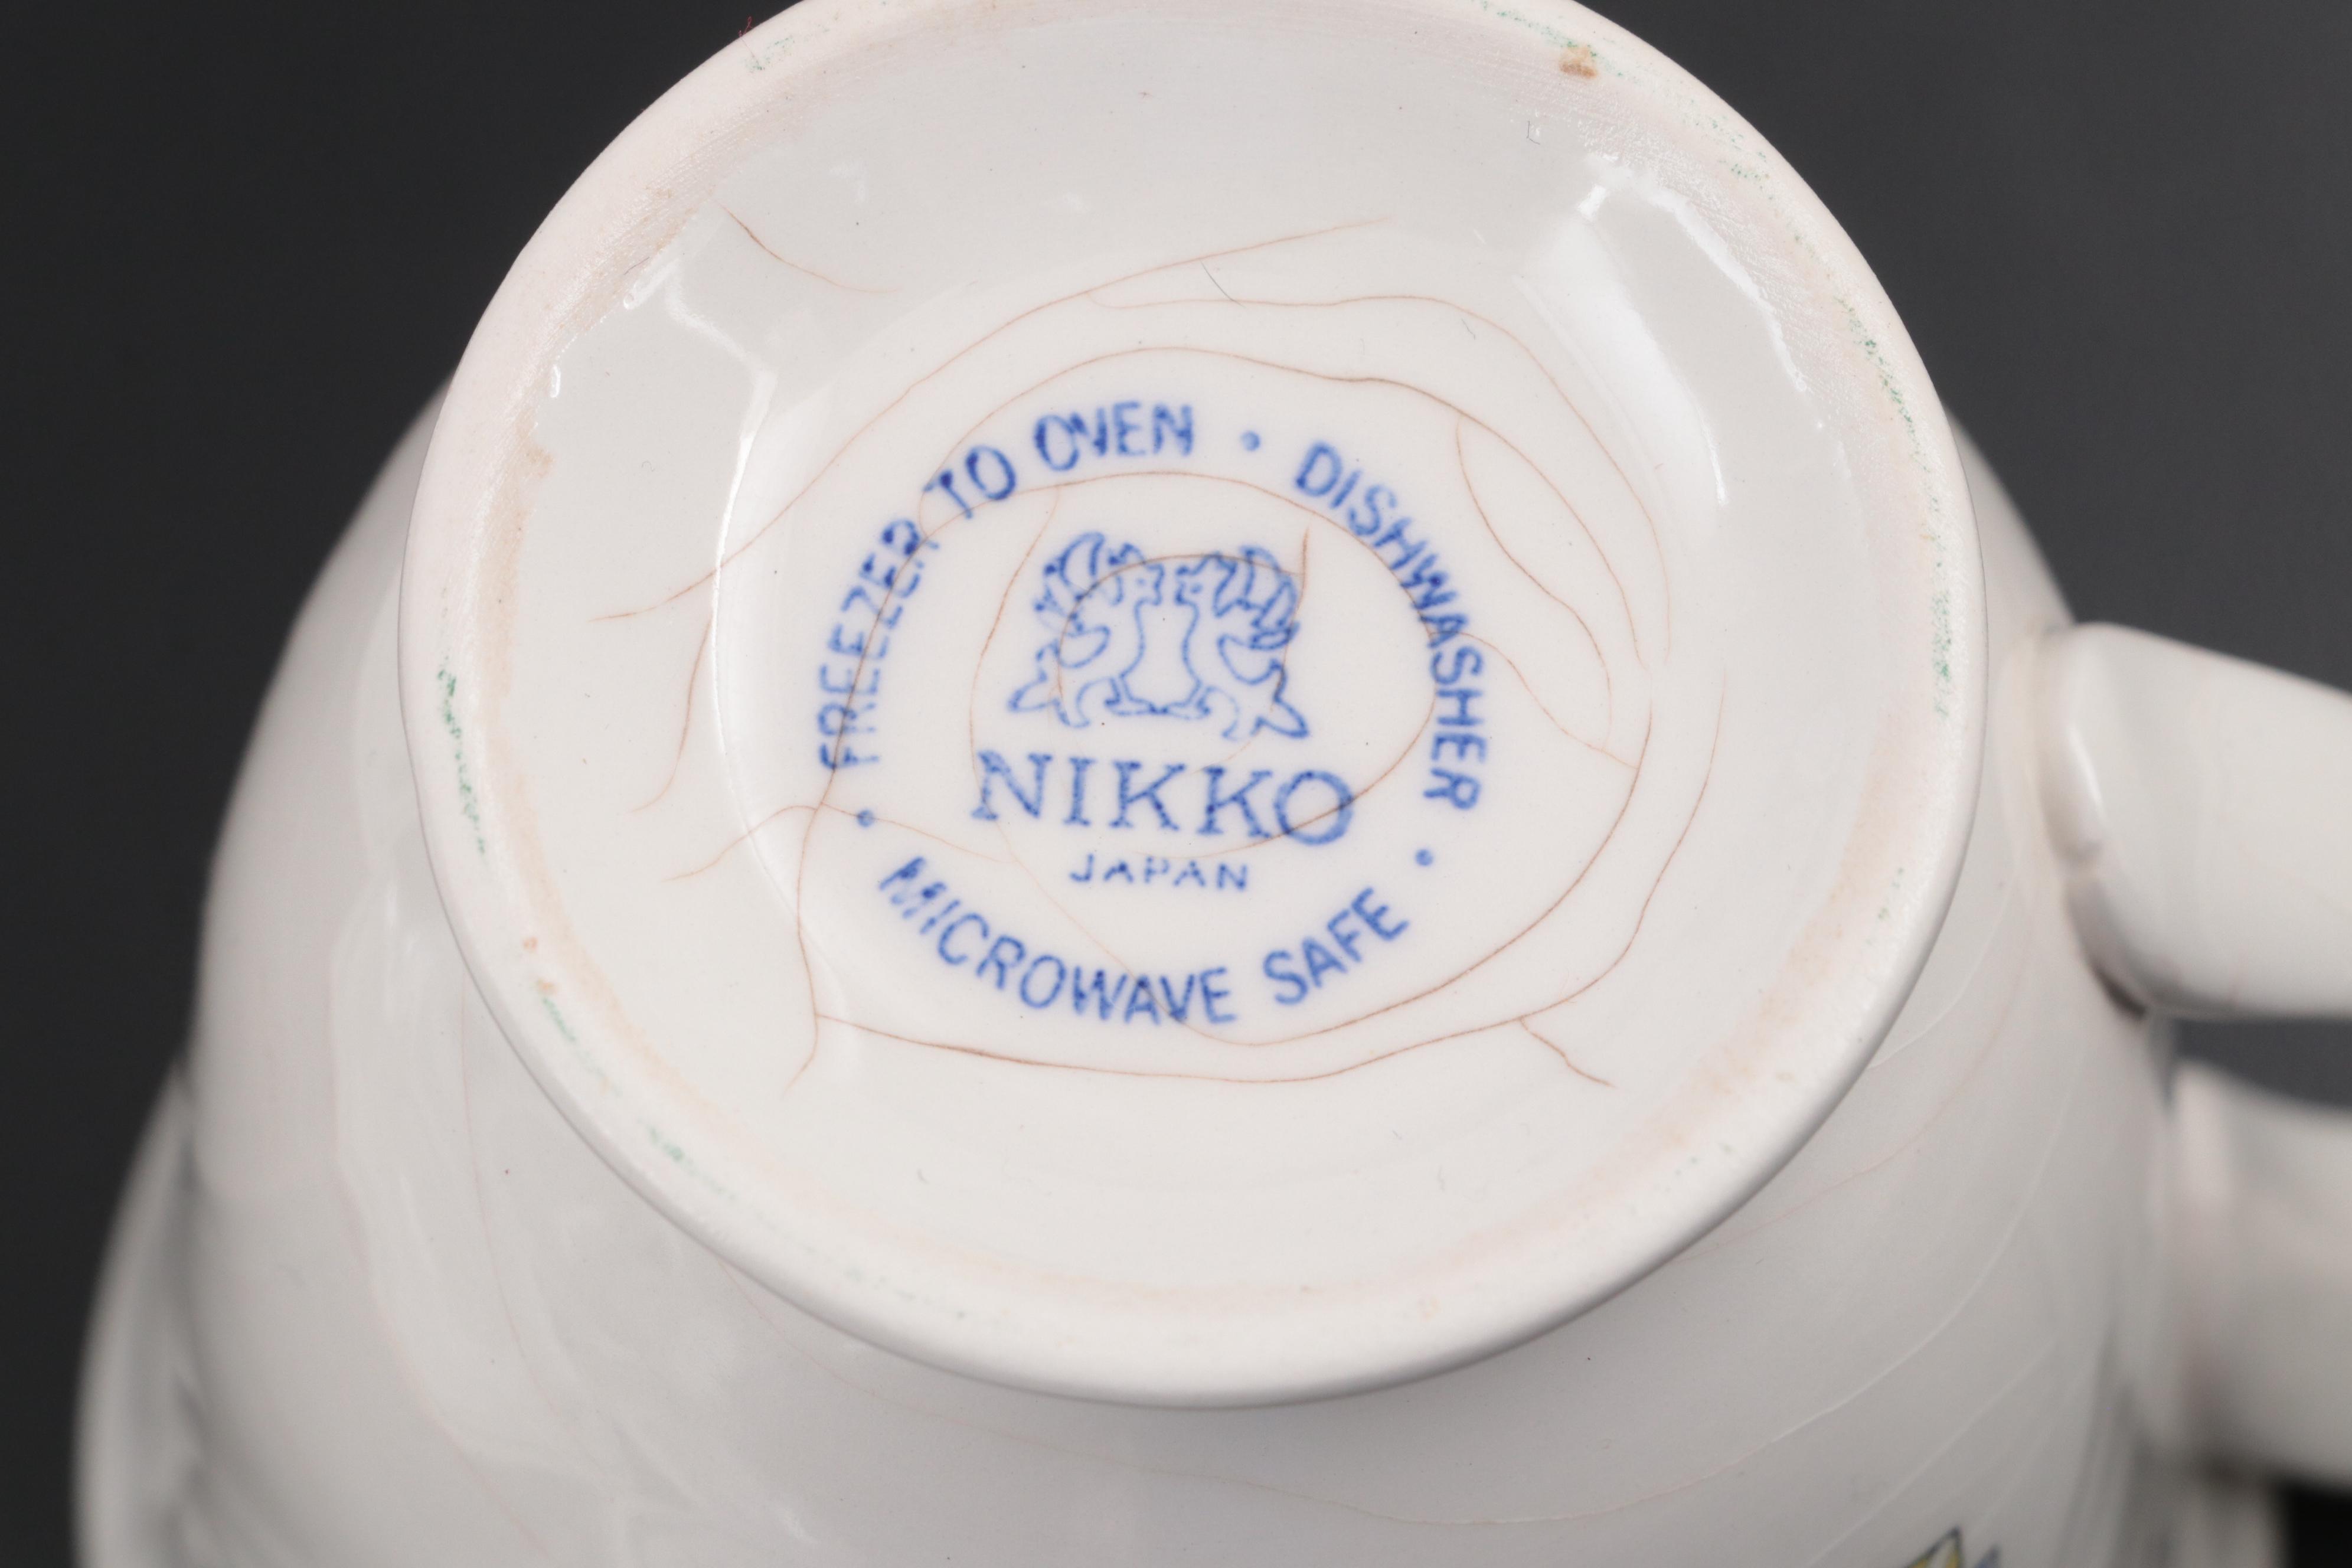 FREEZER TO OVEN • DISHWASHER •
NIKKO
JAPAN
• MICROWAVE SAFE